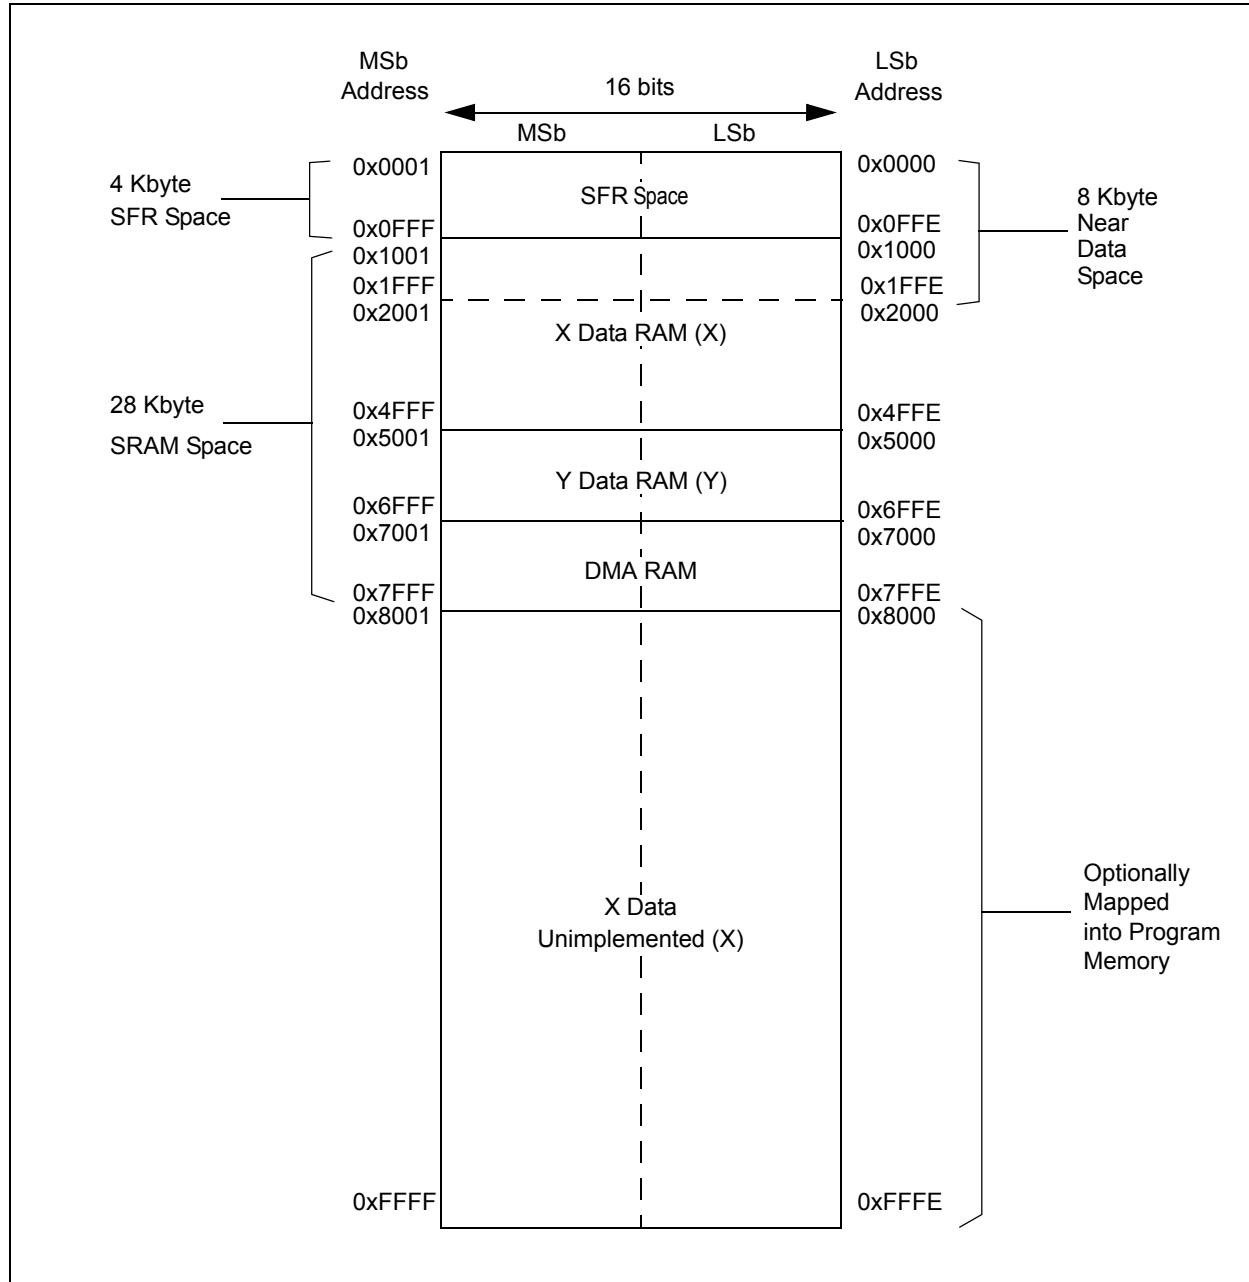 MSb
Address
16 bits
LSb
Address
MSb
LSb
0x0001
0x0000
4 Kbyte
SFR Space
SFR Space
8 Kbyte
Near
Data
Space
0x0FFF
0x0FFE
0x1001
0x1000
0x1FFF
0x1FFE
0x2001
0x2000
X Data RAM (X)
28 Kbyte
SRAM Space
0x4FFF
0x4FFE
0x5001
0x5000
Y Data RAM (Y)
0x6FFF
0x6FFE
0x7001
0x7000
DMA RAM
0x7FFF
0x7FFE
0x8001
0x8000
X Data
Unimplemented (X)
Optionally
Mapped
into Program
Memory
0xFFFF
0xFFFE